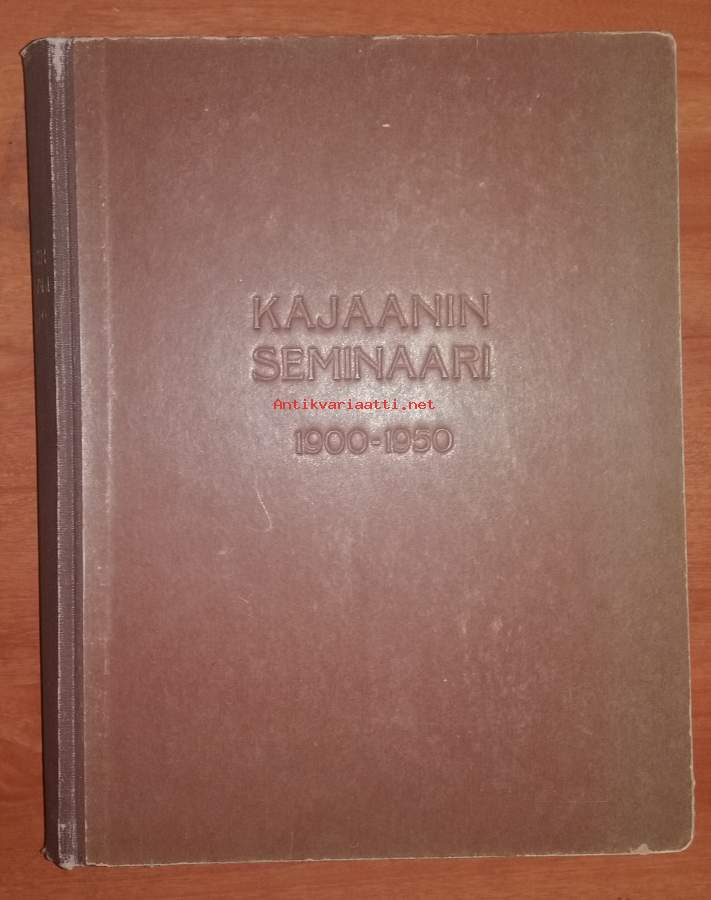 KAJAANIN
SEMINAARI
Antikvariaatti.net
1900-1950